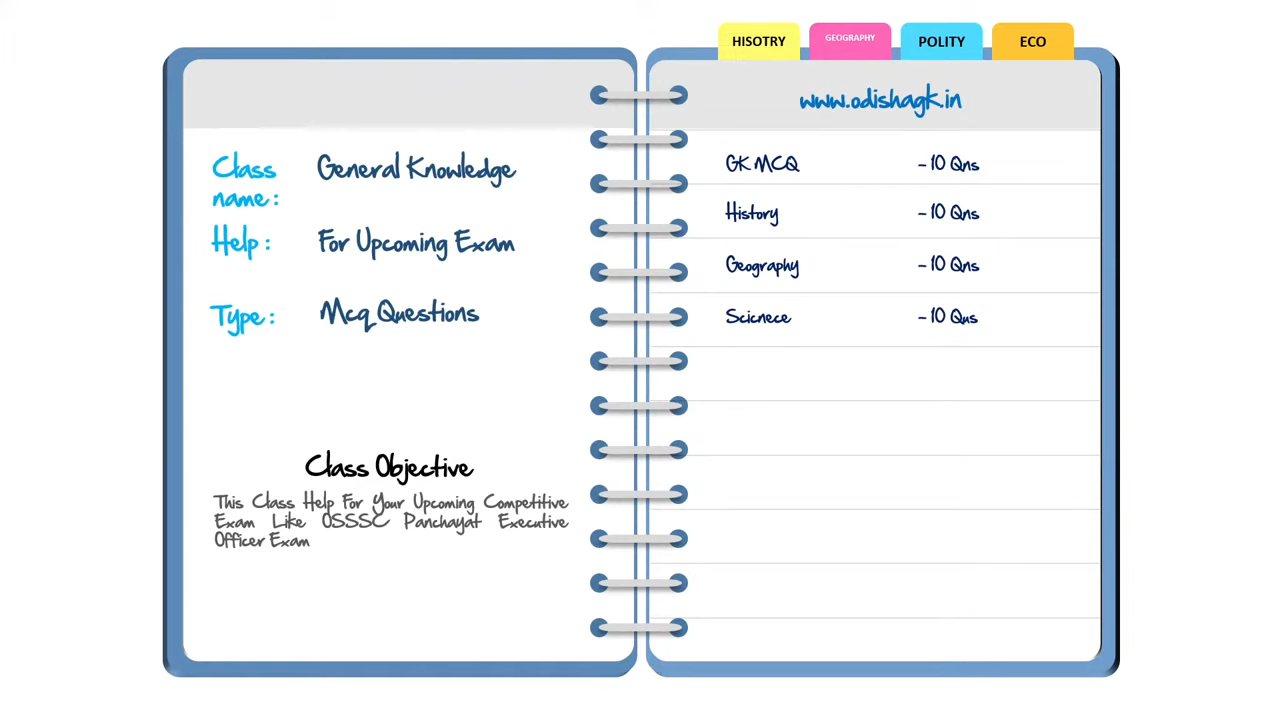 HISOTRY GEOGRAPHY POLITY ECO
www.odishagk.in
Class name: General Knowledge
Help: For Upcoming Exam
Type: Mcq Questions
Class Objective
This Class Help For Your Upcoming Competitive
Exam Like OSSSC Panchayat Executive
Officer Exam
GK MCQ - 10 Qns
History - 10 Qns
Geography - 10 Qns
Scicnece - 10 Qus